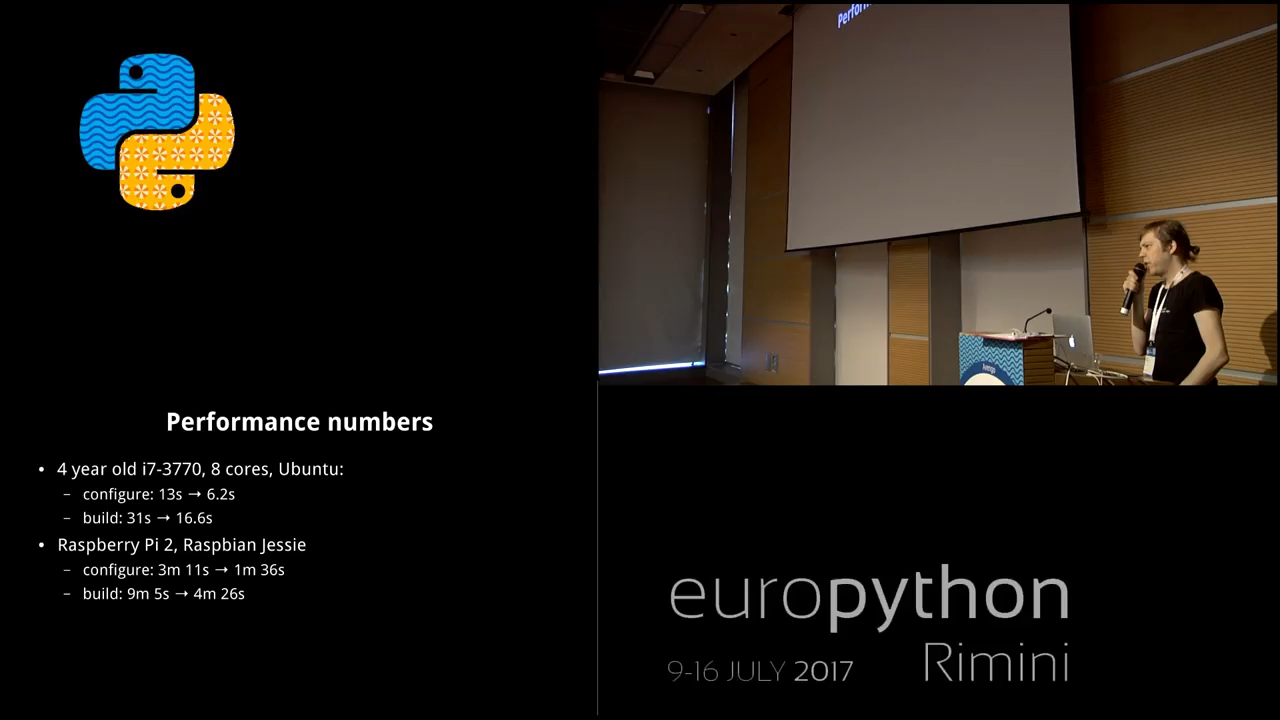 Perform
Performance numbers
• 4 year old i7-3770, 8 cores, Ubuntu:
– configure: 13s → 6.2s
– build: 31s → 16.6s
• Raspberry Pi 2, Raspbian Jessie
– configure: 3m 11s → 1m 36s
– build: 9m 5s → 4m 26s
europython
9-16 JULY 2017 Rimini